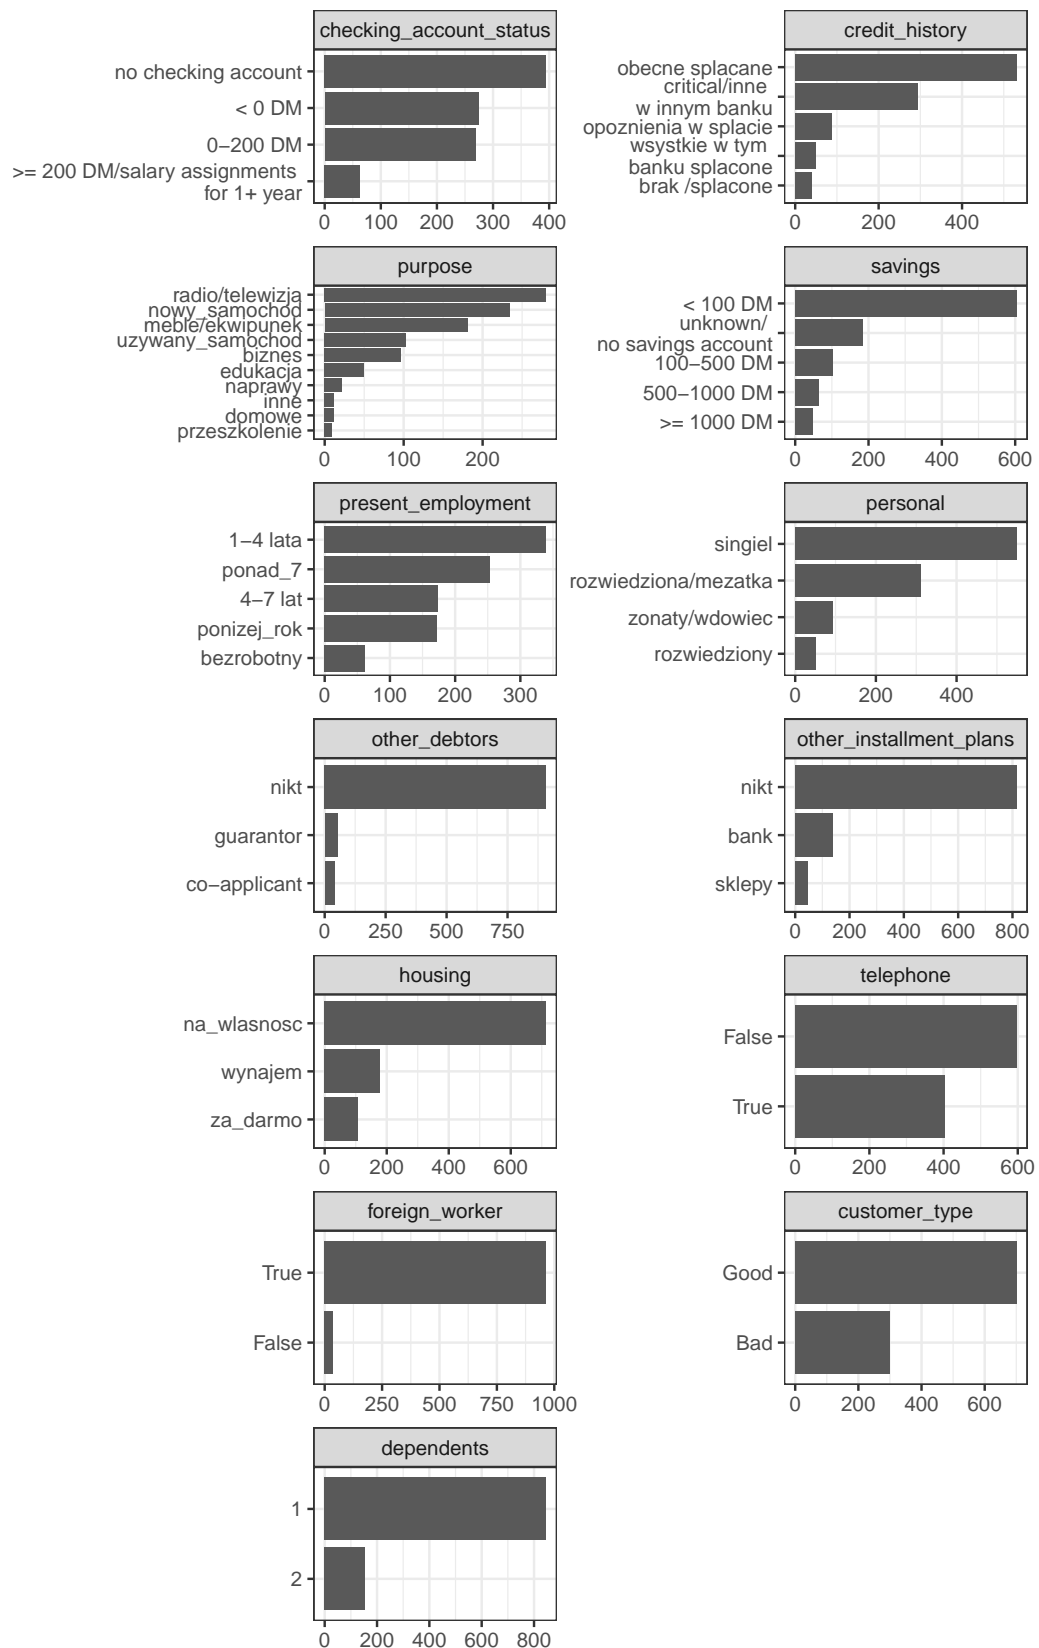 checking_account_status
no checking account
< 0 DM
0−200 DM
>= 200 DM/salary assignments
for 1+ year
0 100 200 300 400
credit_history
obecne splacane
critical/inne
w innym banku
opoznienia w splacie
wsystkie w tym
banku splacone
brak /splacone
0 200 400
purpose
radio/telewizja
nowy_samochod
meble/ekwipunek
uzywany_samochod
biznes
edukacja
naprawy
inne
domowe
przeszkolenie
0 100 200
savings
< 100 DM
unknown/
no savings account
100−500 DM
500−1000 DM
>= 1000 DM
0 200 400 600
present_employment
1−4 lata
ponad_7
4−7 lat
ponizej_rok
bezrobotny
0 100 200 300
personal
singiel
rozwiedziona/mezatka
zonaty/wdowiec
rozwiedziony
0 200 400
other_debtors
nikt
guarantor
co−applicant
0 250 500 750
other_installment_plans
nikt
bank
sklepy
0 200 400 600 800
housing
na_wlasnosc
wynajem
za_darmo
0 200 400 600
telephone
False
True
0 200 400 600
foreign_worker
True
False
0 250 500 750 1000
customer_type
Good
Bad
0 200 400 600
dependents
1
2
0 200 400 600 800